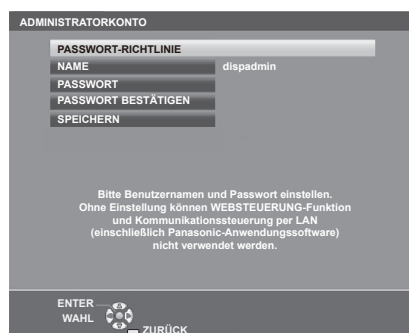 ADMINISTRATORKONTO
PASSWORT-RICHTLINIE
NAME dispadmin
PASSWORT
PASSWORT BESTÄTIGEN
SPEICHERN
Bitte Benutzernamen und Passwort einstellen.
Ohne Einstellung können WEBSTEUERUNG-Funktion
und Kommunikationssteuerung per LAN
(einschließlich Panasonic-Anwendungssoftware)
nicht verwendet werden.
ENTER
WAHL
ZURÜCK